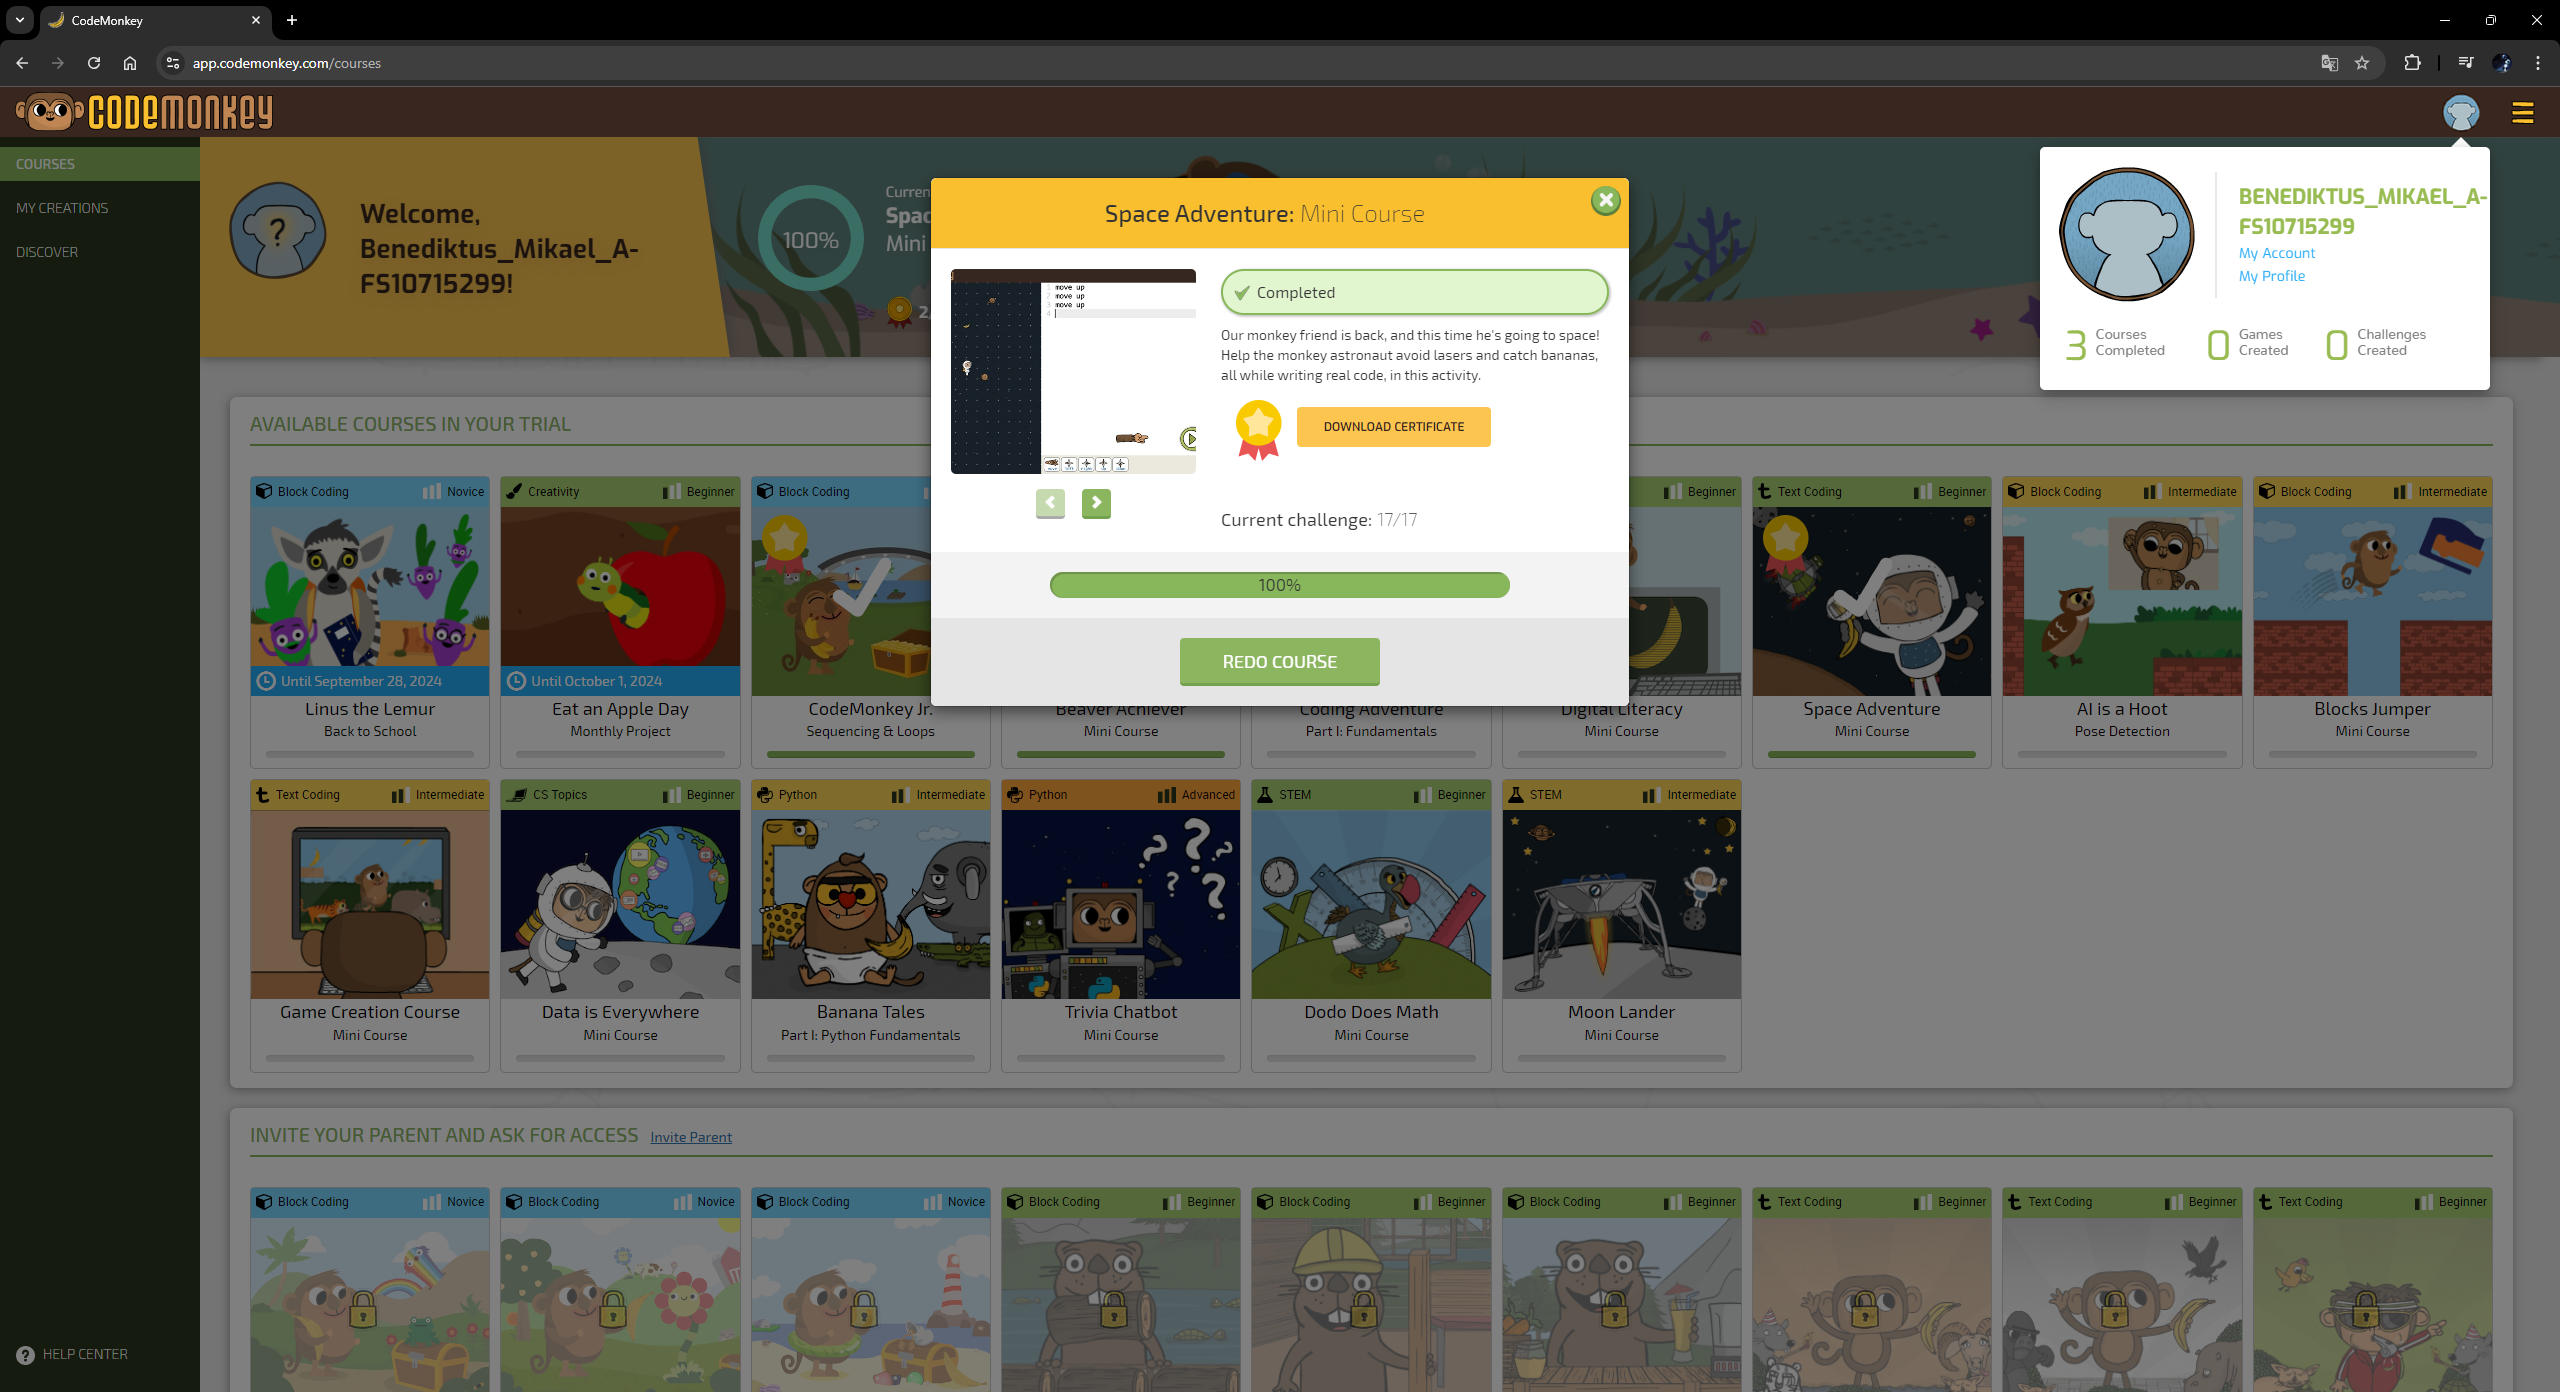 CodeMonkey
app.codemonkey.com/courses
CODEMONKEY
COURSES
MY CREATIONS
DISCOVER
HELP CENTER
?
Welcome,
Benediktus_Mikael_A-
FS10715299!
100%
Curren
Spac
Mini
2,
BENEDIKTUS_MIKAEL_A-
FS10715299
My Account
My Profile
3 Courses Completed
0 Games Created
0 Challenges Created
Space Adventure: Mini Course
1 move up
2 move up
3 move up
4
Completed
Our monkey friend is back, and this time he's going to space!
Help the monkey astronaut avoid lasers and catch bananas,
all while writing real code, in this activity.
DOWNLOAD CERTIFICATE
Current challenge: 17/17
100%
REDO COURSE
AVAILABLE COURSES IN YOUR TRIAL
Block Coding Novice
Until September 28, 2024
Linus the Lemur
Back to School
Creativity Beginner
Until October 1, 2024
Eat an Apple Day
Monthly Project
Block Coding
CodeMonkey Jr.
Sequencing & Loops
Beaver Achiever
Mini Course
Coding Adventure
Part I: Fundamentals
Beginner
Digital Literacy
Mini Course
Text Coding Beginner
Space Adventure
Mini Course
Block Coding Intermediate
AI is a Hoot
Pose Detection
Block Coding Intermediate
Blocks Jumper
Mini Course
Text Coding Intermediate
Game Creation Course
Mini Course
CS Topics Beginner
Data is Everywhere
Mini Course
Python Intermediate
Banana Tales
Part I: Python Fundamentals
Python Advanced
? ? ? ?
Trivia Chatbot
Mini Course
STEM Beginner
Dodo Does Math
Mini Course
STEM Intermediate
Moon Lander
Mini Course
INVITE YOUR PARENT AND ASK FOR ACCESS Invite Parent
Block Coding Novice
Block Coding Novice
Block Coding Novice
Block Coding Beginner
Block Coding Beginner
Block Coding Beginner
Text Coding Beginner
Text Coding Beginner
Text Coding Beginner